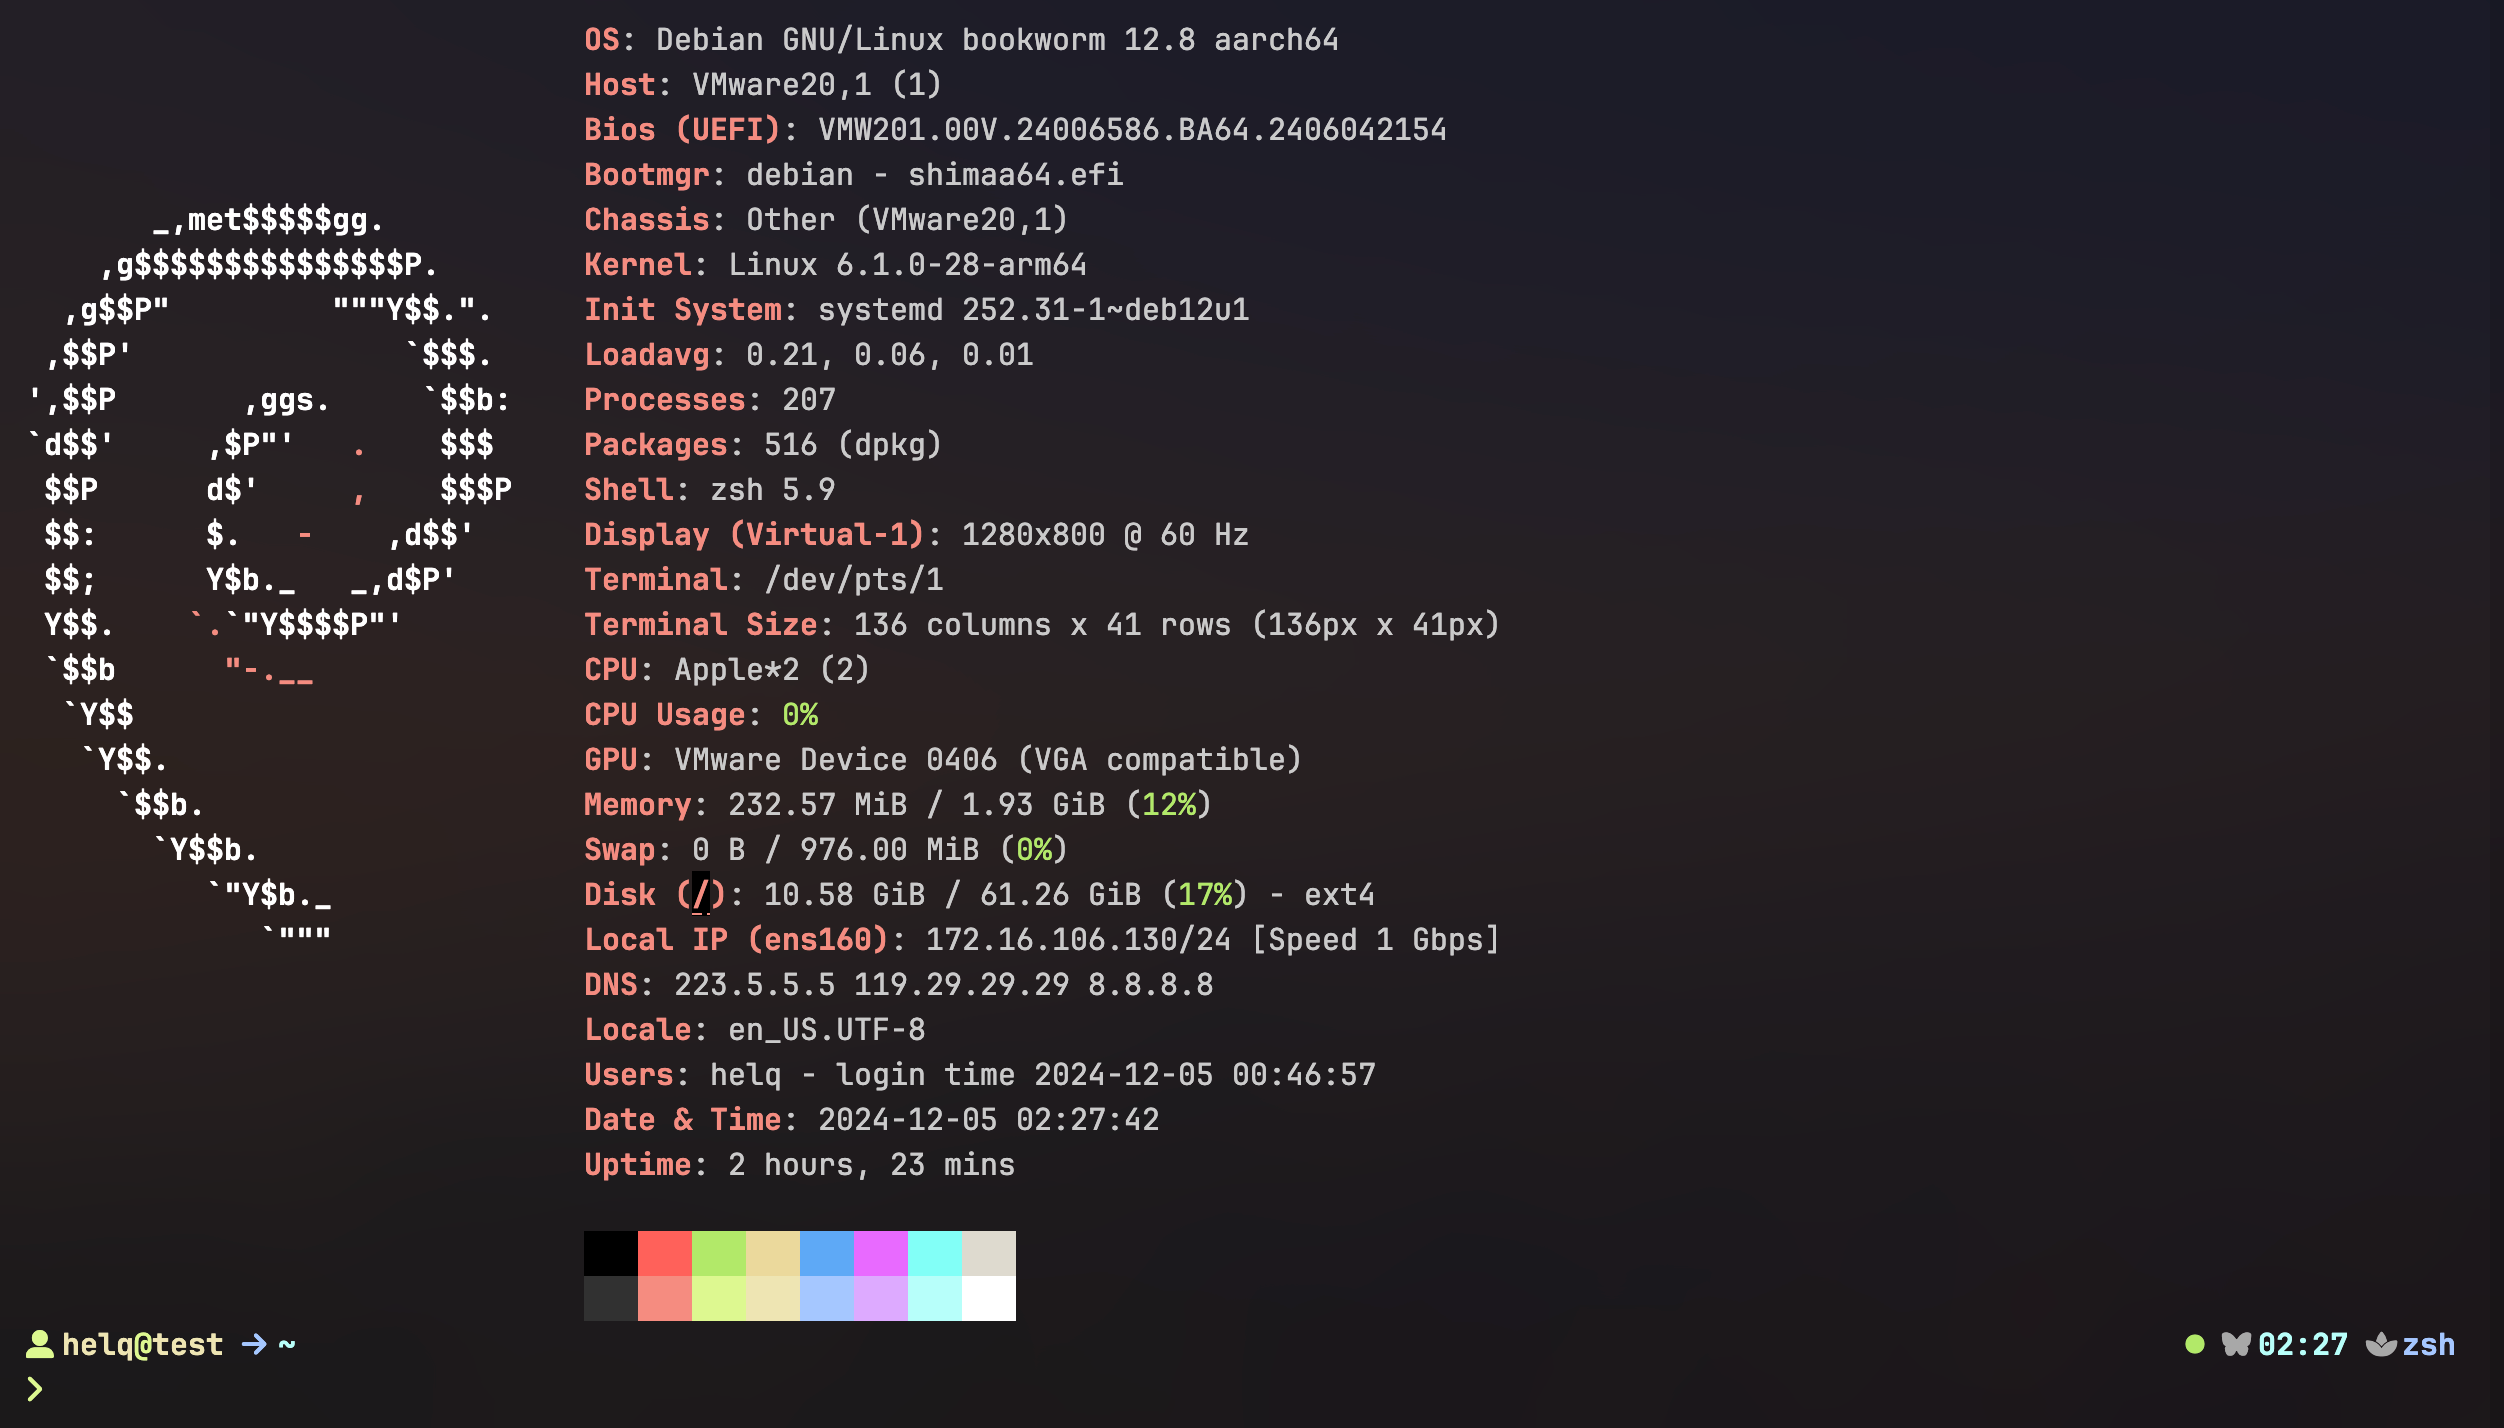 OS: Debian GNU/Linux bookworm 12.8 aarch64
Host: VMware20,1 (1)
Bios (UEFI): VMW201.00V.24006586.BA64.2406042154
Bootmgr: debian - shimaa64.efi
       _,met$$$$$gg.           Chassis: Other (VMware20,1)
    ,g$$$$$$$$$$$$$$$P.        Kernel: Linux 6.1.0-28-arm64
  ,g$$P"         """Y$$.".     Init System: systemd 252.31-1~deb12u1
 ,$$P'               `$$$.     Loadavg: 0.21, 0.06, 0.01
',$$P       ,ggs.     `$$b:    Processes: 207
`d$$'     ,$P"'   .    $$$     Packages: 516 (dpkg)
 $$P      d$'     ,    $$$P    Shell: zsh 5.9
 $$:      $.   -    ,d$$'      Display (Virtual-1): 1280x800 @ 60 Hz
 $$;      Y$b._   _,d$P'       Terminal: /dev/pts/1
 Y$$.    `.`"Y$$$$P"'          Terminal Size: 136 columns x 41 rows (136px x 41px)
 `$$b      "-.__               CPU: Apple*2 (2)
  `Y$$                         CPU Usage: 0%
   `Y$$.                       GPU: VMware Device 0406 (VGA compatible)
     `$$b.                     Memory: 232.57 MiB / 1.93 GiB (12%)
       `Y$$b.                  Swap: 0 B / 976.00 MiB (0%)
          `"Y$b._              Disk (/): 10.58 GiB / 61.26 GiB (17%) - ext4
             `"""              Local IP (ens160): 172.16.106.130/24 [Speed 1 Gbps]
DNS: 223.5.5.5 119.29.29.29 8.8.8.8
Locale: en_US.UTF-8
Users: helq - login time 2024-12-05 00:46:57
Date & Time: 2024-12-05 02:27:42
Uptime: 2 hours, 23 mins
helq@test → ~ 02:27 zsh
❯